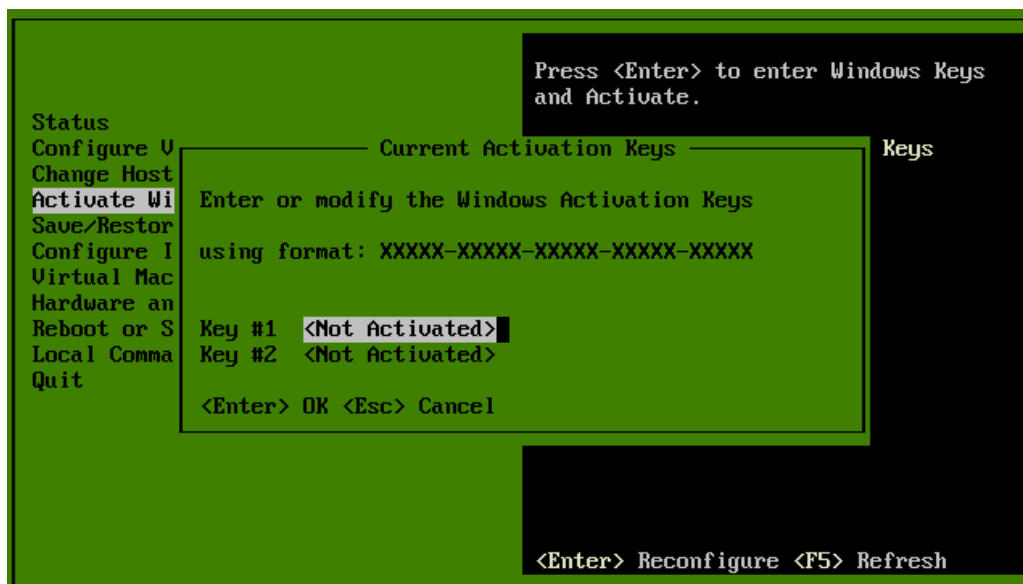 Press <Enter> to enter Windows Keys
and Activate.
Status
Configure V
Change Host
Activate Wi
Save/Restor
Configure I
Virtual Mac
Hardware an
Reboot or S
Local Comma
Quit
Current Activation Keys
Keys
Enter or modify the Windows Activation Keys
using format: XXXXX-XXXXX-XXXXX-XXXXX-XXXXX
Key #1 <Not Activated>
Key #2 <Not Activated>
<Enter> OK <Esc> Cancel
<Enter> Reconfigure <F5> Refresh